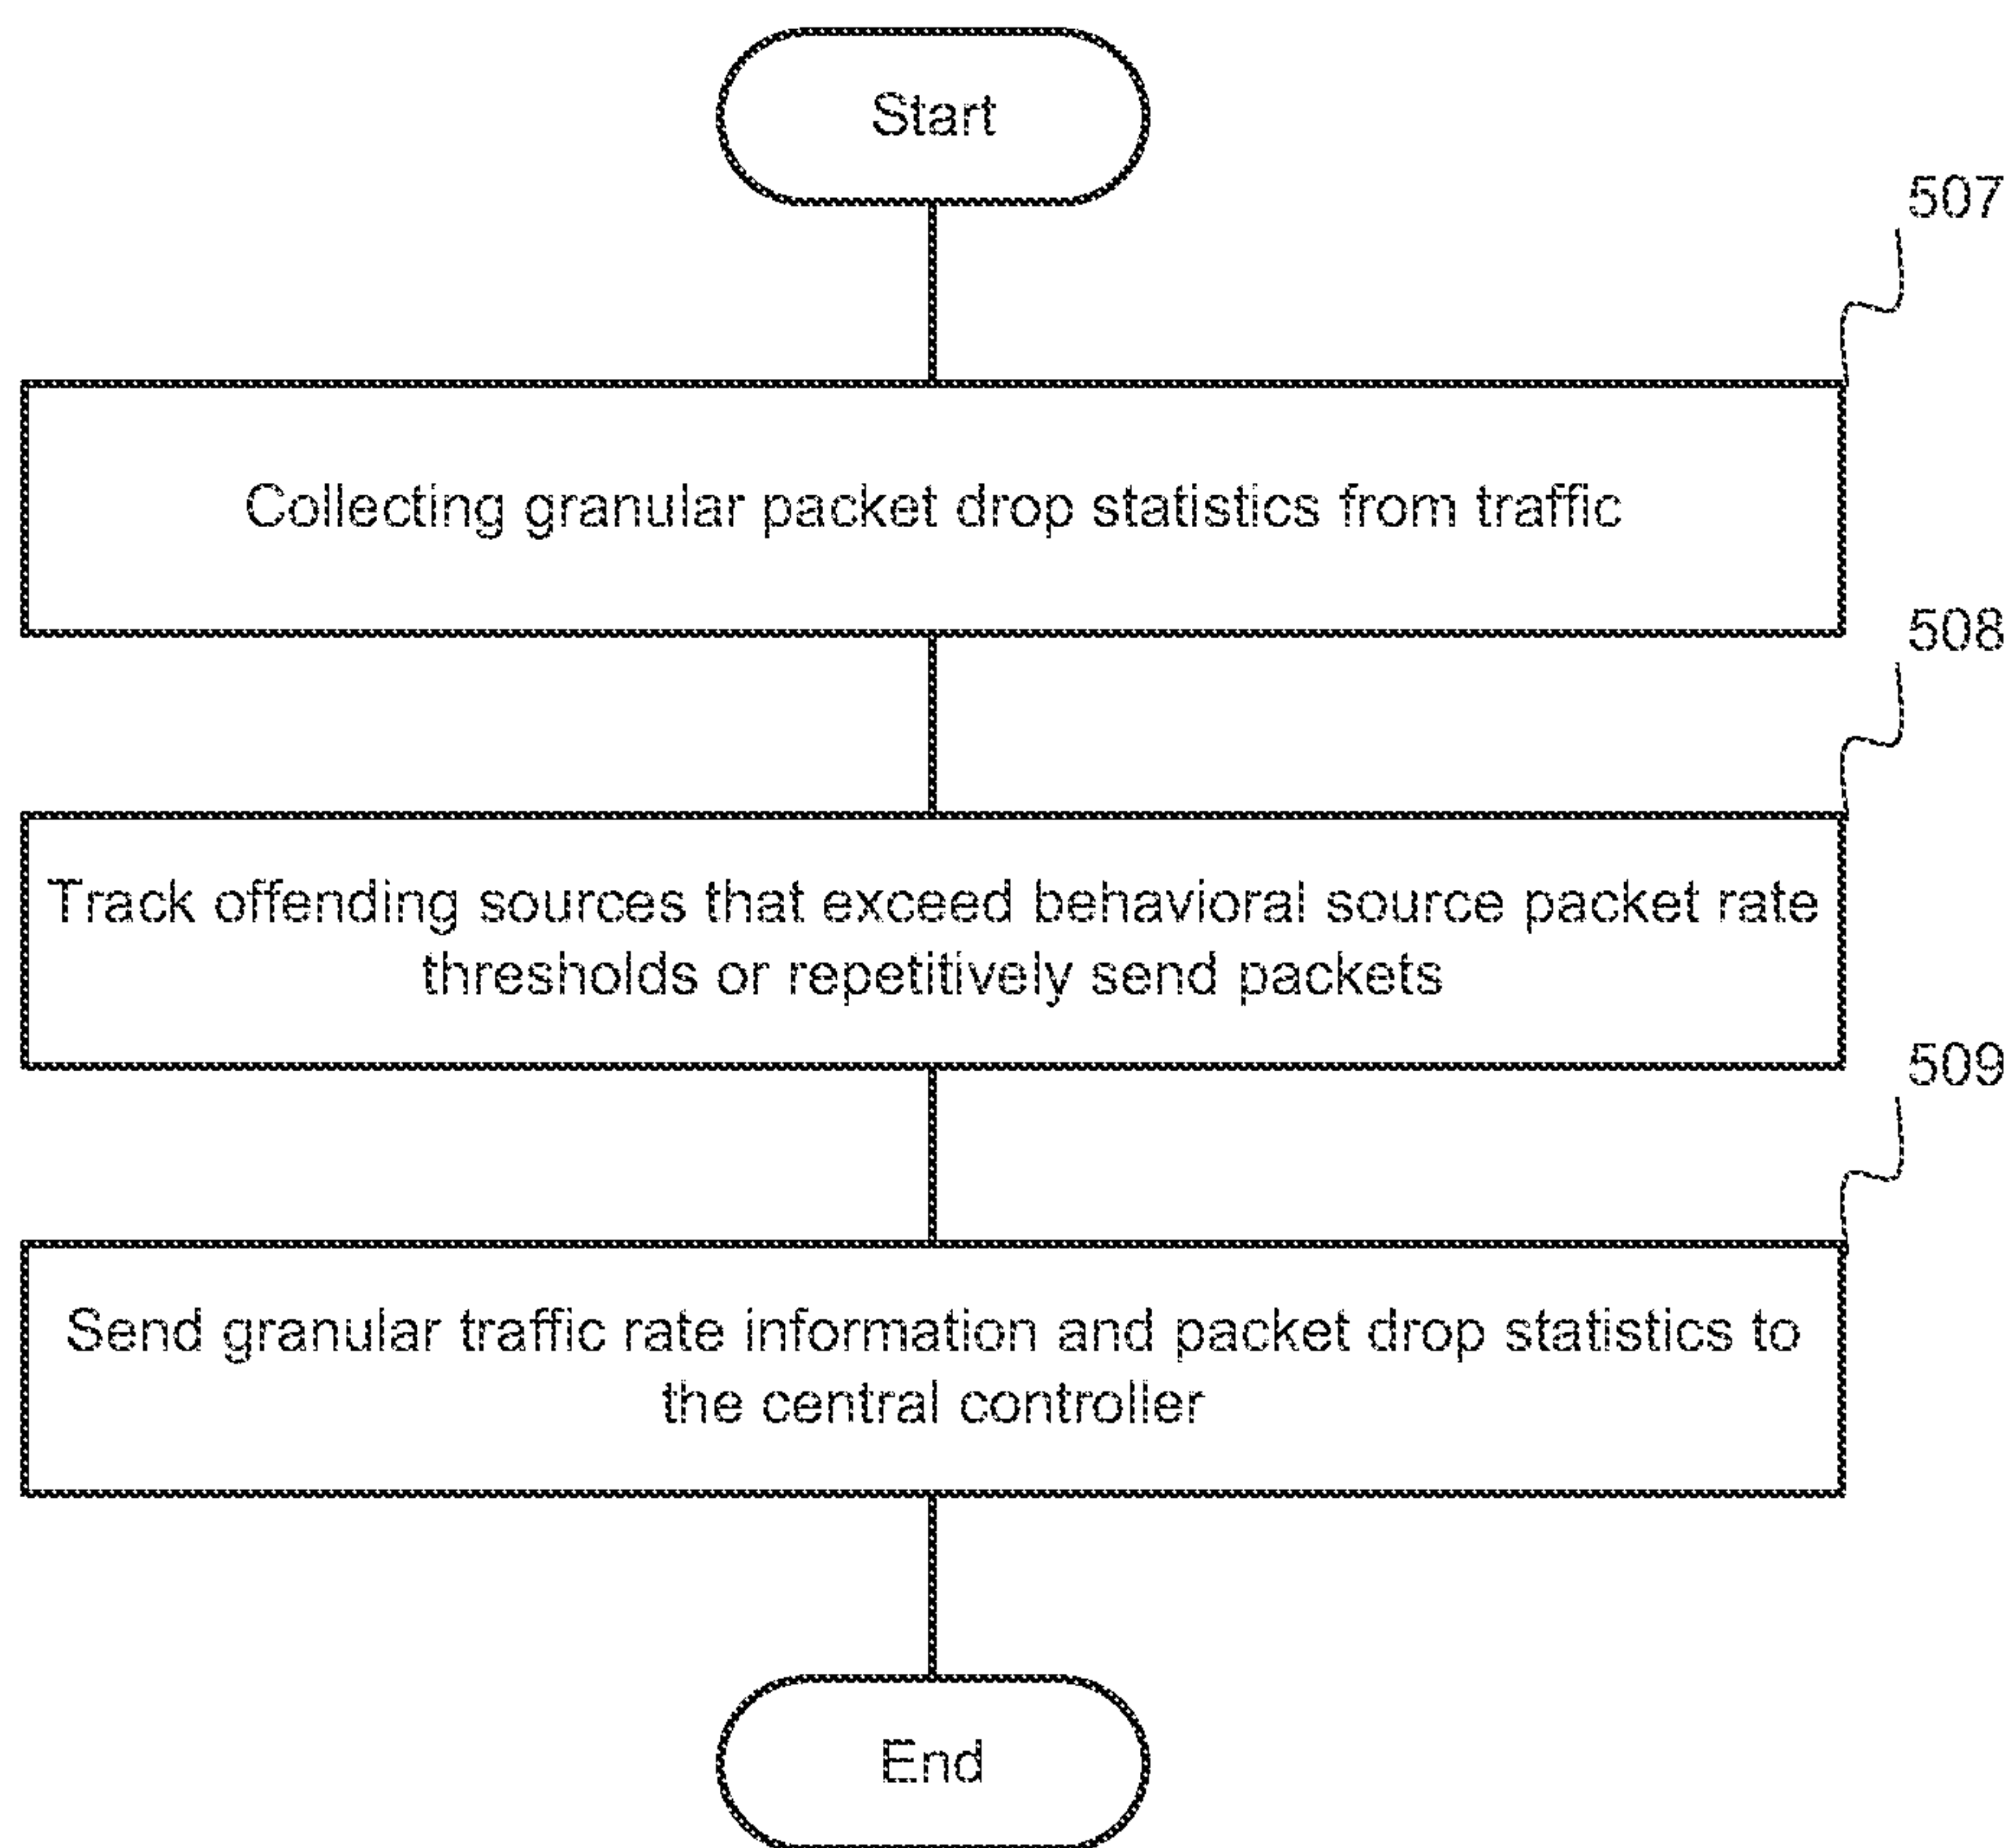 Start
507
Collecting granular packet drop statistics from traffic
508
Track offending sources that exceed behavioral source packet rate
thresholds or repetitively send packets
509
Send granular traffic rate information and packet drop statistics to
the central controller
End